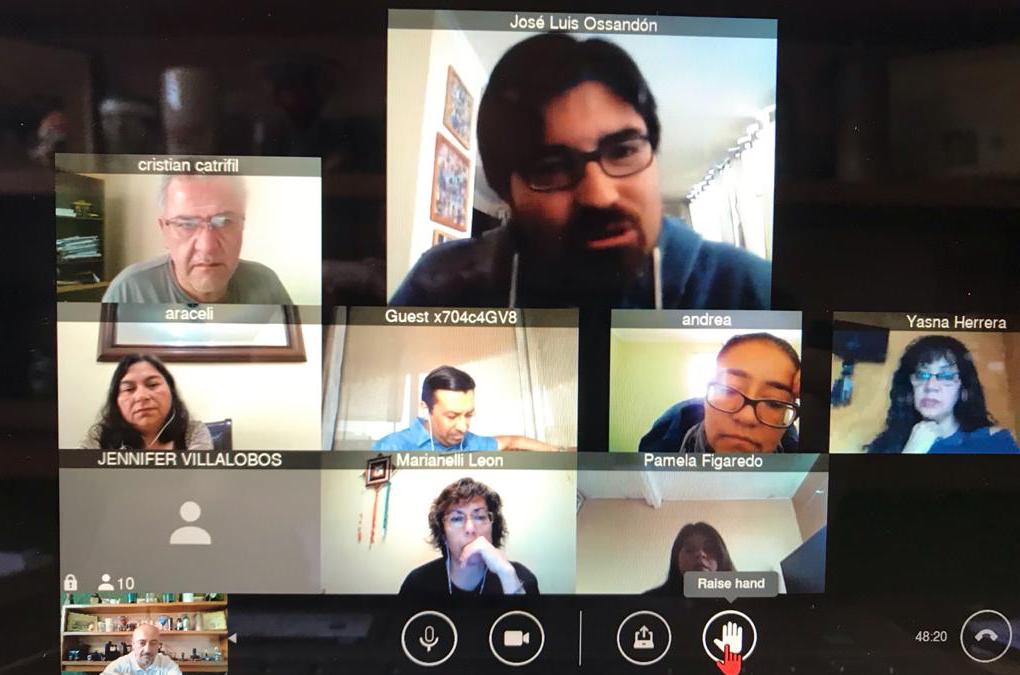 José Luis Ossandón
cristian catrifil
araceli
Guest x704c4GV8
andrea
Yasna Herrera
JENNIFER VILLALOBOS
Marianelli Leon
Pamela Figaredo
10
Raise hand
48:20